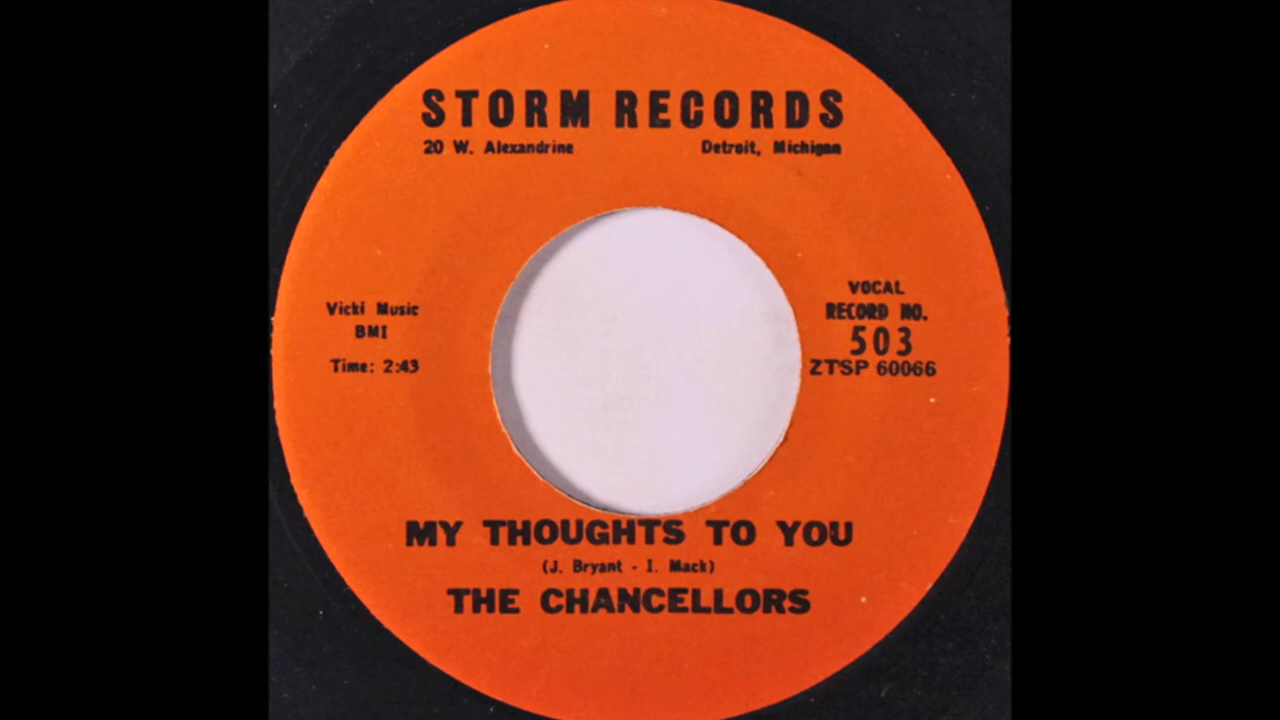 STORM RECORDS
20 W. Alexandrine Detroit, Michigan
Vicki Music
BMI
Time: 2:43
VOCAL
RECORD NO.
503
ZTSP 60066
MY THOUGHTS TO YOU
(J. Bryant - I. Mack)
THE CHANCELLORS